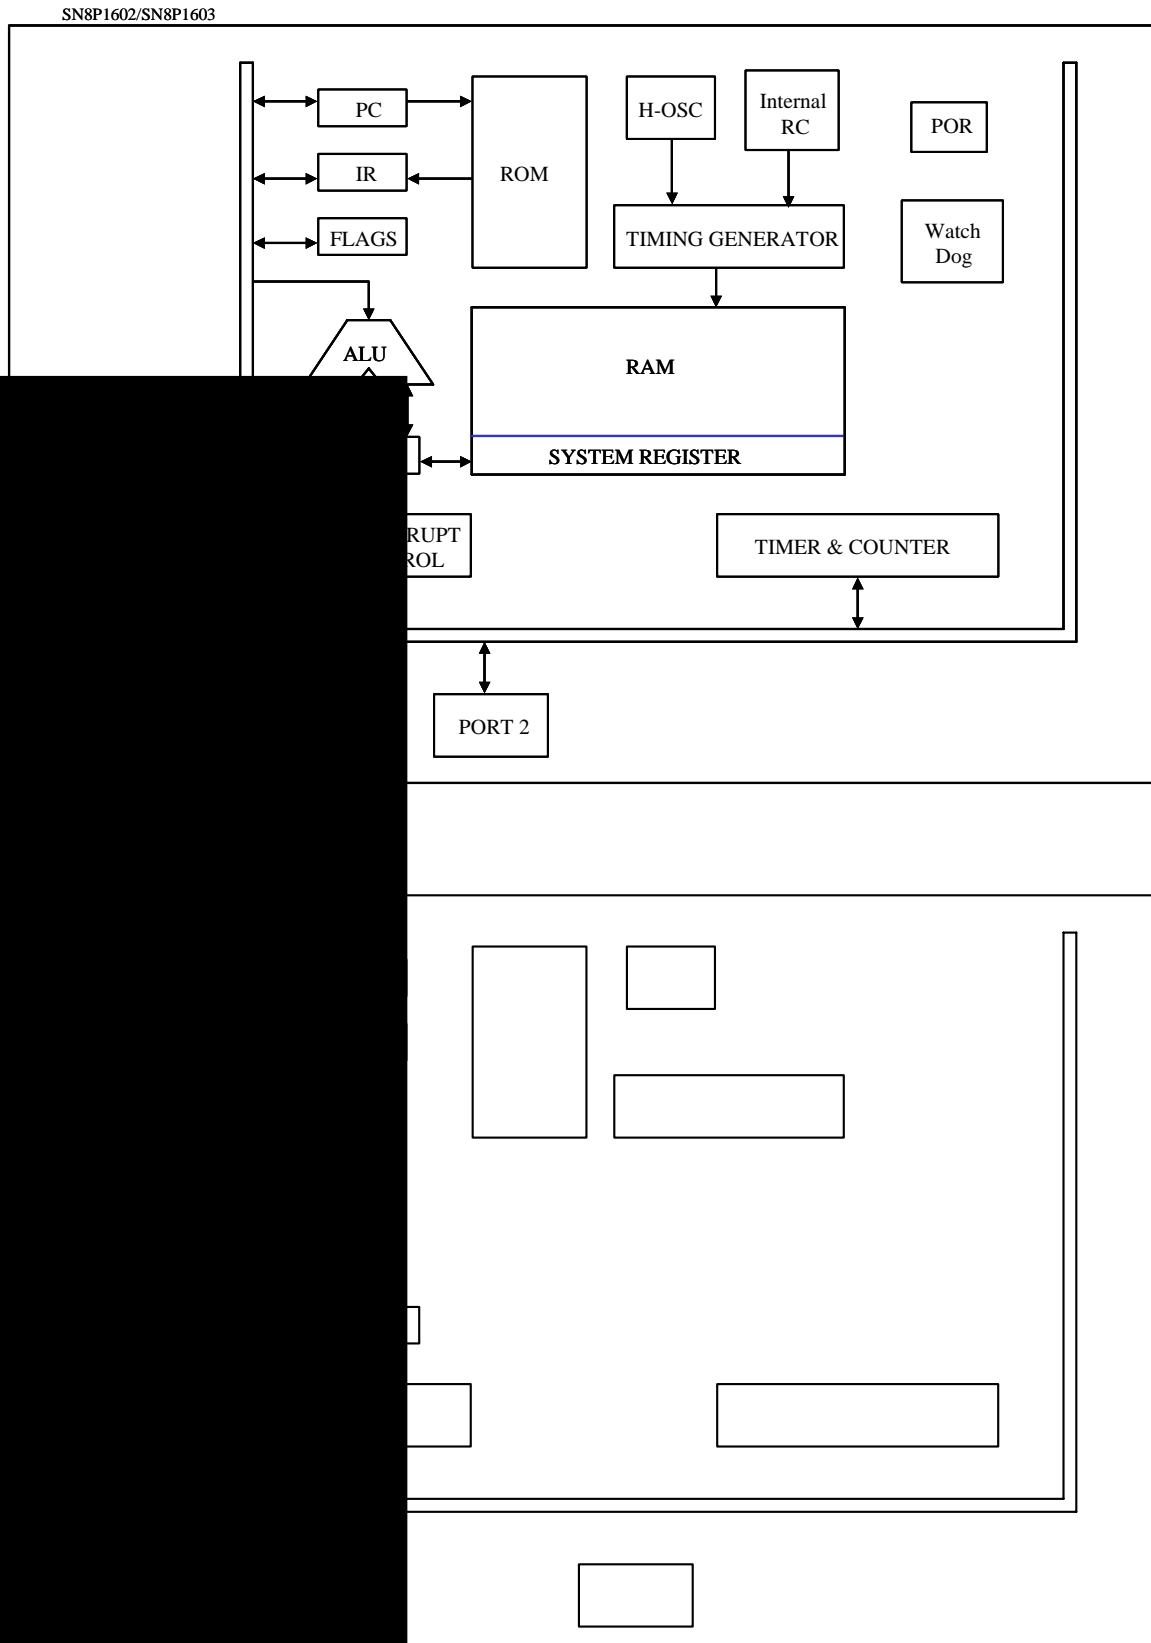 SN8P1602/SN8P1603
PC
IR
FLAGS
ALU
ROM
H-OSC
Internal
RC
TIMING GENERATOR
POR
Watch
Dog
RAM
SYSTEM REGISTER
RUPT
ROL
TIMER & COUNTER
PORT 2